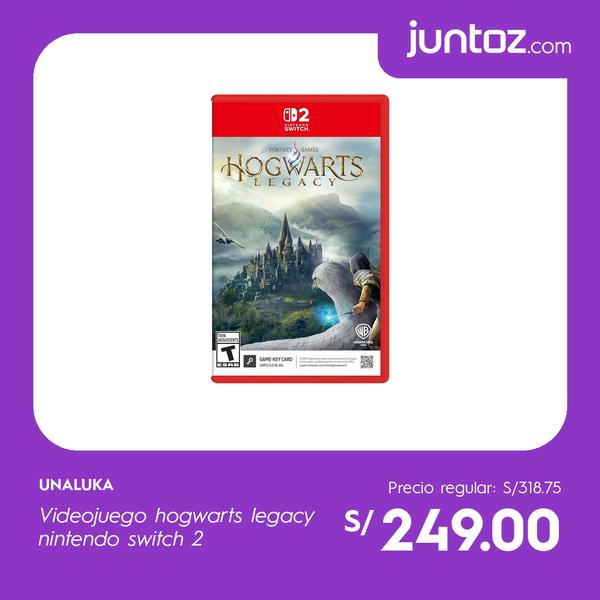 juntoz.com
2
NINTENDO
SWITCH
PORTKEY GAMES
HOGWARTS
LEGACY
TEEN
T
ESRB
GAME-KEY CARD
WB
UNALUKA
Precio regular: S/318.75
Videojuego hogwarts legacy
nintendo switch 2
S/ 249.00